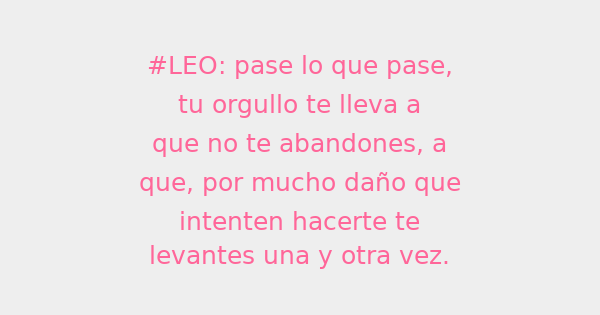 #LEO: pase lo que pase,
tu orgullo te lleva a
que no te abandones, a
que, por mucho daño que
intenten hacerte te
levantes una y otra vez.